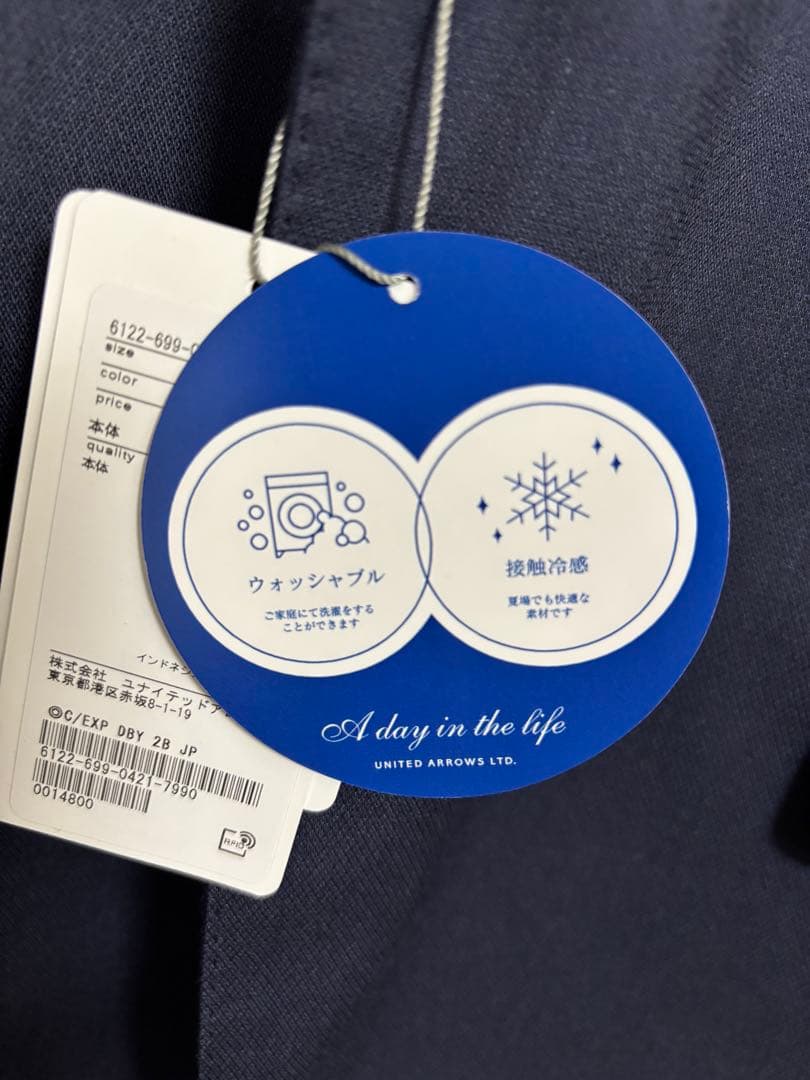 6122-699-0
size
color
price
本体
quality
本体
インドネシ
株式会社 ユナイテッドア
東京都港区赤坂8-1-19
©C/EXP DBY 2B JP
6122-699-0421-7990
0014800
RFID
ウォッシャブル
ご家庭にて洗濯をする
ことができます
接触冷感
夏場でも快適な
素材です
A day in the life
UNITED ARROWS LTD.